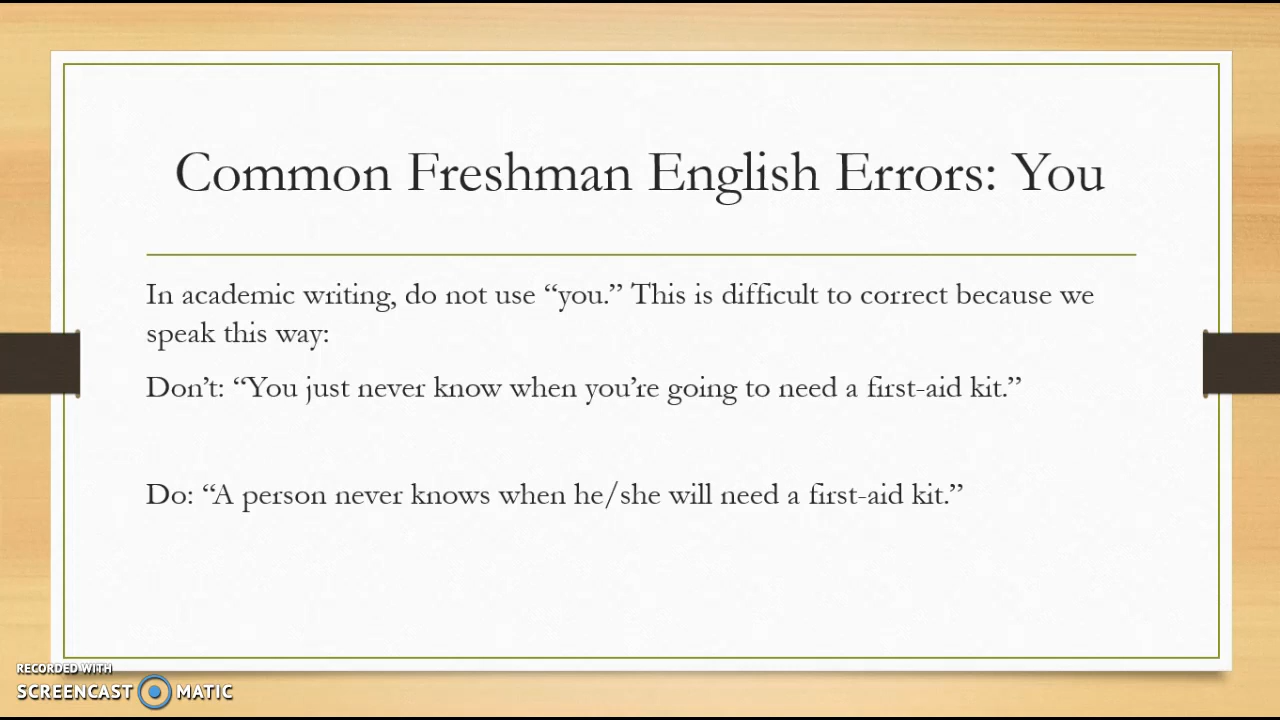 Common Freshman English Errors: You
In academic writing, do not use “you.” This is difficult to correct because we
speak this way:
Don’t: “You just never know when you’re going to need a first-aid kit.”
Do: “A person never knows when he/she will need a first-aid kit.”
RECORDED WITH
SCREENCAST MATIC